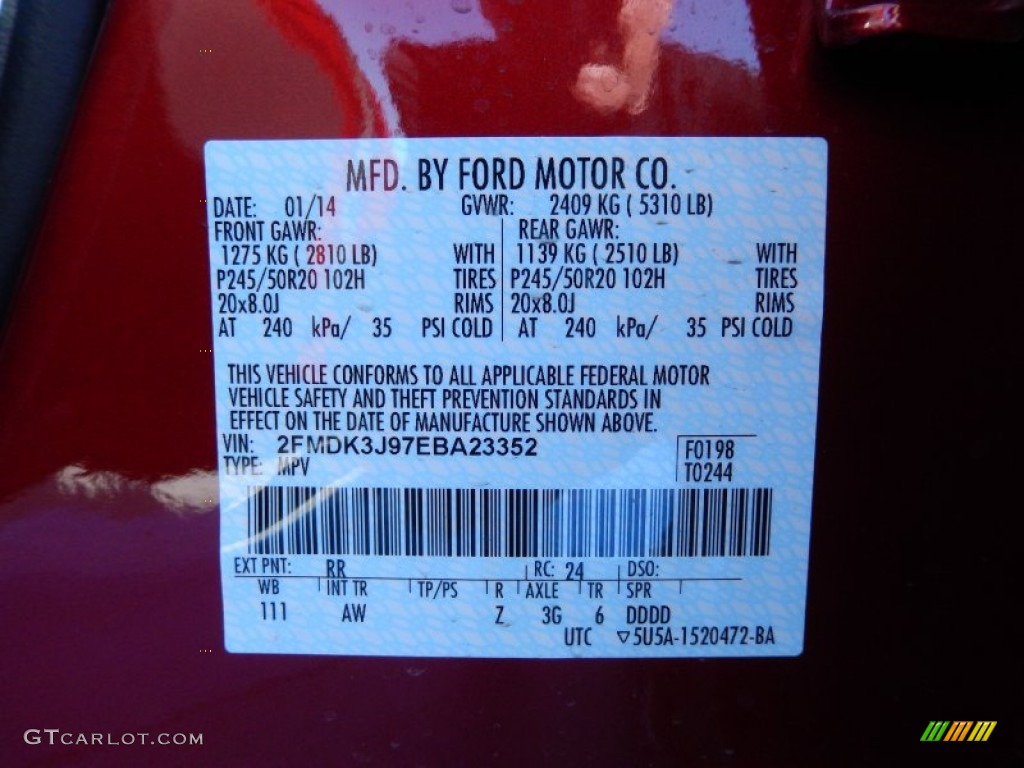 MFD. BY FORD MOTOR CO.
DATE: 01/14 GVWR: 2409 KG ( 5310 LB)
FRONT GAWR: REAR GAWR:
1275 KG ( 2810 LB) WITH 1139 KG ( 2510 LB) WITH
P245/50R20 102H TIRES P245/50R20 102H TIRES
20x8.0J RIMS 20x8.0J RIMS
AT 240 kPa/ 35 PSI COLD AT 240 kPa/ 35 PSI COLD
THIS VEHICLE CONFORMS TO ALL APPLICABLE FEDERAL MOTOR
VEHICLE SAFETY AND THEFT PREVENTION STANDARDS IN
EFFECT ON THE DATE OF MANUFACTURE SHOWN ABOVE.
VIN: 2FMDK3J97EBA23352 F0198
TYPE: MPV T0244
EXT PNT: RR RC: 24 DSO:
WB INT TR TP/PS R AXLE TR SPR
111 AW Z 3G 6 DDDD
UTC ▽5U5A-1520472-BA
GTCARLOT.COM